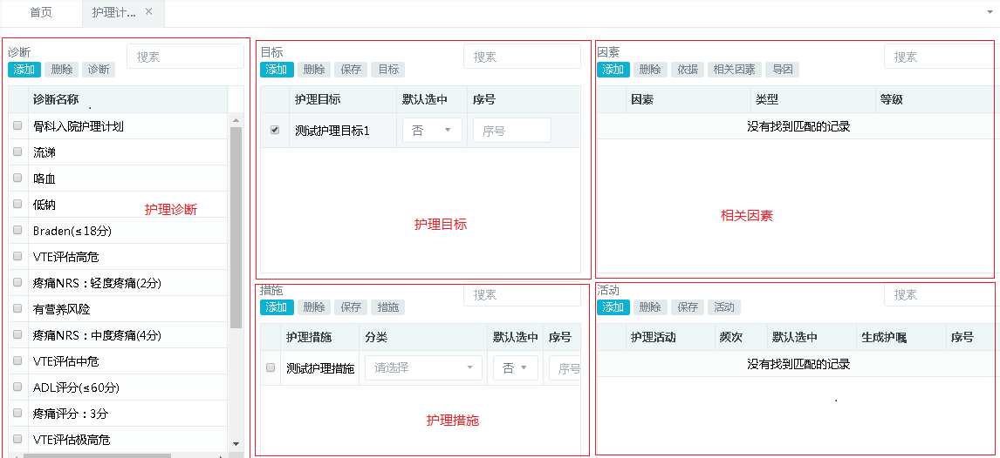 首页
护理计... ×
诊断
搜索
添加 删除 诊断
诊断名称
骨科入院护理计划
流涕
咯血
低钠
Braden(≤18分)
VTE评估高危
疼痛NRS：轻度疼痛(2分)
有营养风险
疼痛NRS：中度疼痛(4分)
VTE评估中危
ADL评分(≤60分)
疼痛评分：3分
VTE评估极高危
护理诊断
目标
搜索
添加 删除 保存 目标
护理目标 默认选中 序号
测试护理目标1 否 序号
护理目标
因素
搜索
添加 删除 依据 相关因素 导因
因素 类型 等级
没有找到匹配的记录
相关因素
措施
搜索
添加 删除 保存 措施
护理措施 分类 默认选中 序号
测试护理措施 请选择 否 序号
护理措施
活动
搜索
添加 删除 保存 活动
护理活动 频次 默认选中 生成护嘱 序号
没有找到匹配的记录